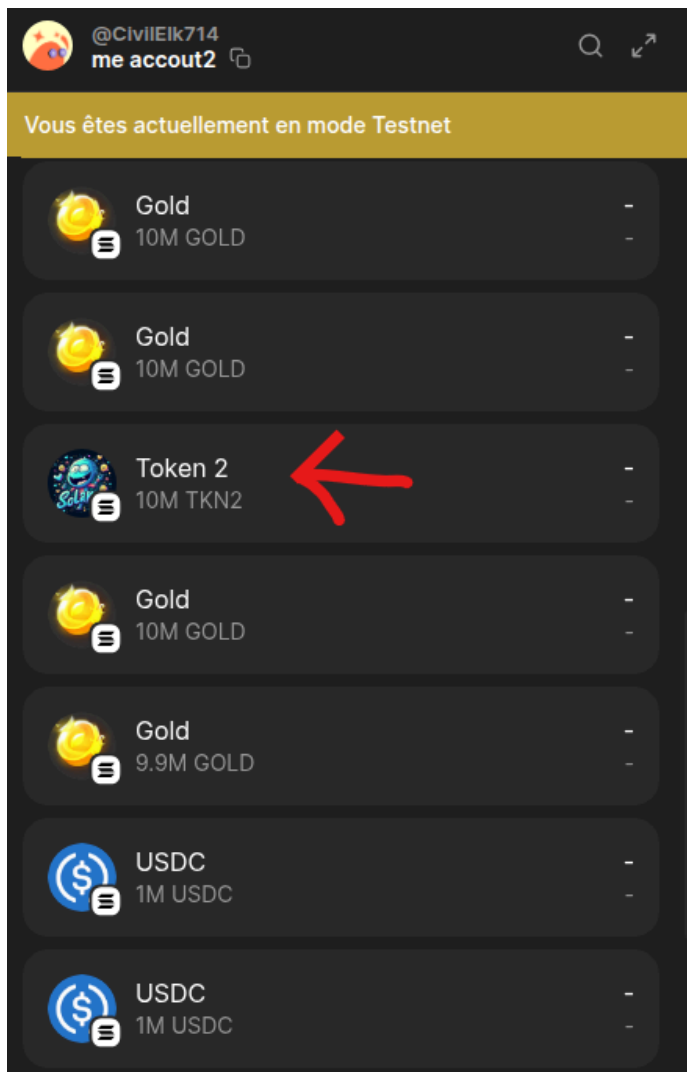 @CivilElk714
me accout2
Vous êtes actuellement en mode Testnet
Gold
-
10M GOLD
-
Gold
-
10M GOLD
-
Token 2
-
10M TKN2
-
Gold
-
10M GOLD
-
Gold
-
9.9M GOLD
-
USDC
-
1M USDC
-
USDC
-
1M USDC
-